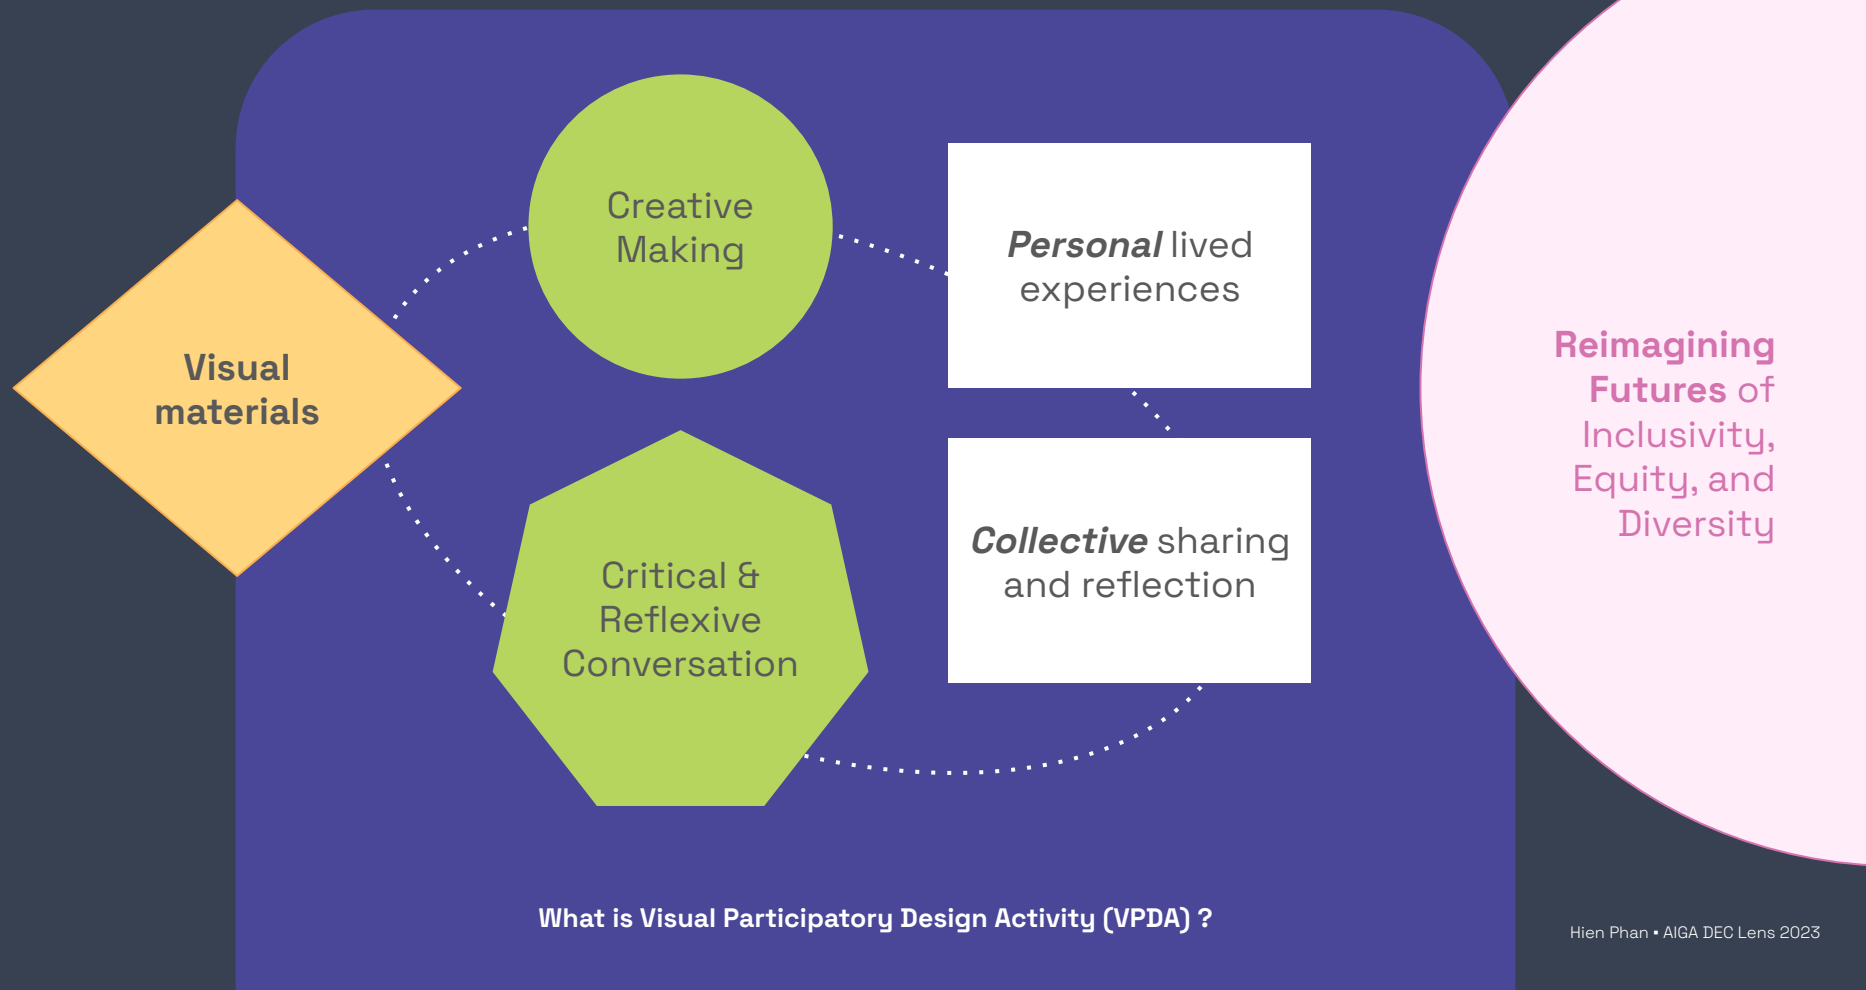 Visual
materials
Creative
Making
Critical &
Reflexive
Conversation
Personal lived
experiences
Collective sharing
and reflection
Reimagining
Futures of
Inclusivity,
Equity, and
Diversity
What is Visual Participatory Design Activity (VPDA) ?
Hien Phan ▪ AIGA DEC Lens 2023